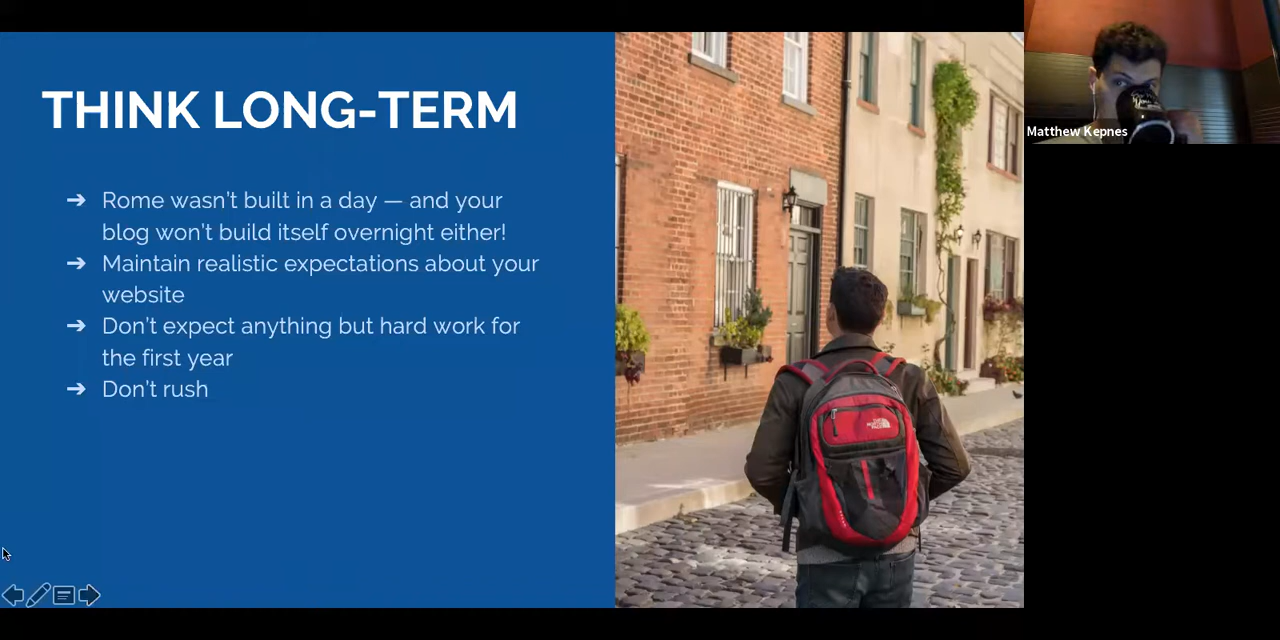 THINK LONG-TERM
➔ Rome wasn’t built in a day — and your
blog won’t build itself overnight either!
➔ Maintain realistic expectations about your
website
➔ Don’t expect anything but hard work for
the first year
➔ Don’t rush
THE
NORTH
FACE
Matthew Kepnes